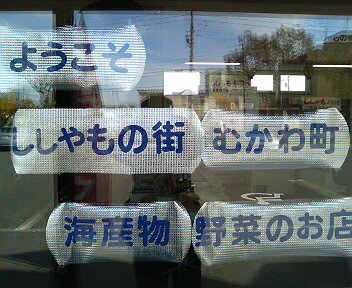 ようこそ
ししゃもの街 むかわ町
海産物 野菜のお店